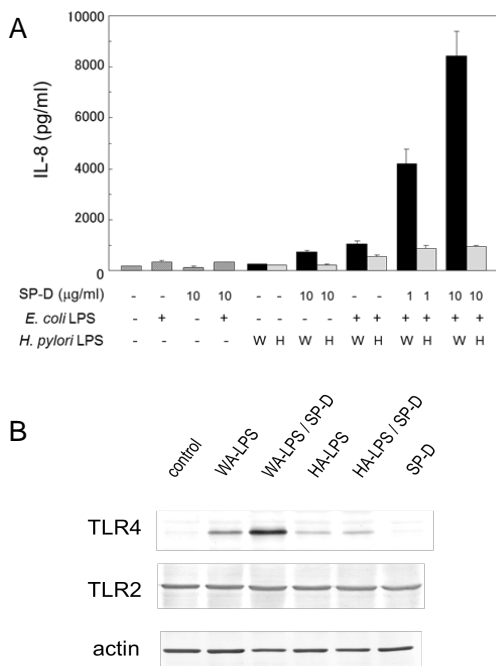 A
10000
8000
6000
4000
2000
0
IL-8 (pg/ml)
SP-D (μg/ml) - - 10 10 - - 10 10 - - 1 1 10 10
E. coli LPS - + - + - - - - + + + + + +
H. pylori LPS - - - - W H W H W H W H W H
B
control
WA-LPS
WA-LPS / SP-D
HA-LPS
HA-LPS / SP-D
SP-D
TLR4
TLR2
actin